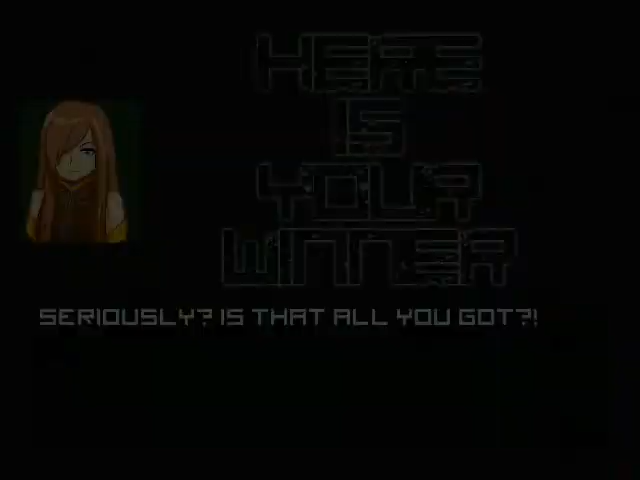 HERE
IS
YOUR
WINNER
SERIOUSLY? IS THAT ALL YOU GOT?!